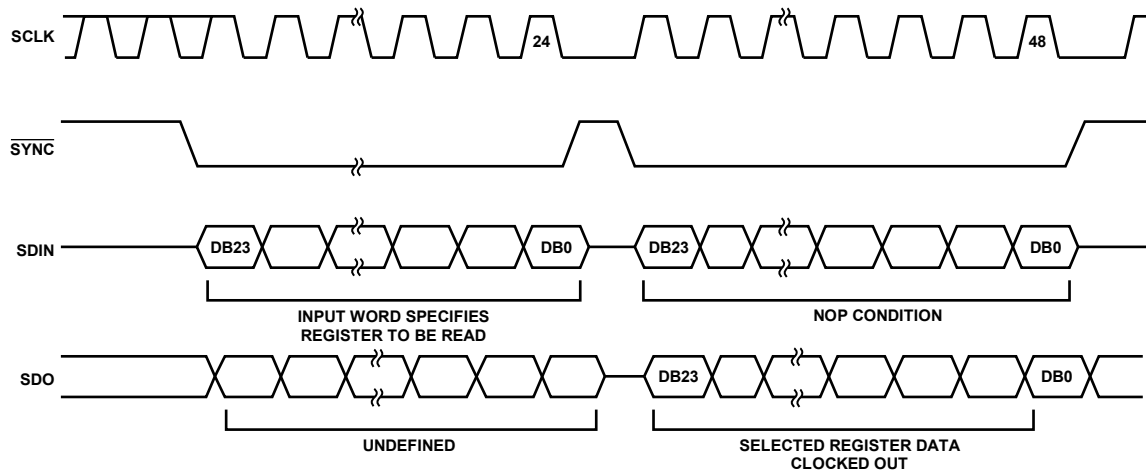 SCLK
24
48
SYNC
SDIN
DB23
DB0
DB23
DB0
INPUT WORD SPECIFIES
REGISTER TO BE READ
NOP CONDITION
SDO
DB23
DB0
UNDEFINED
SELECTED REGISTER DATA
CLOCKED OUT